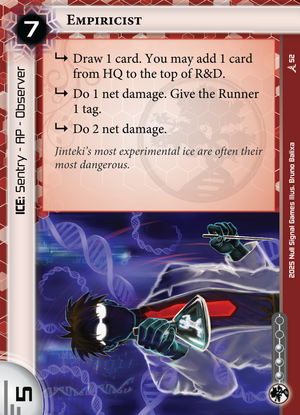 7
EMPIRICIST
↳ Draw 1 card. You may add 1 card
from HQ to the top of R&D.
↳ Do 1 net damage. Give the Runner
1 tag.
↳ Do 2 net damage.
Jinteki's most experimental ice are often their
most dangerous.
ICE: Sentry - AP - Observer
52
2025 Null Signal Games Illus. Bruno Balixa
5